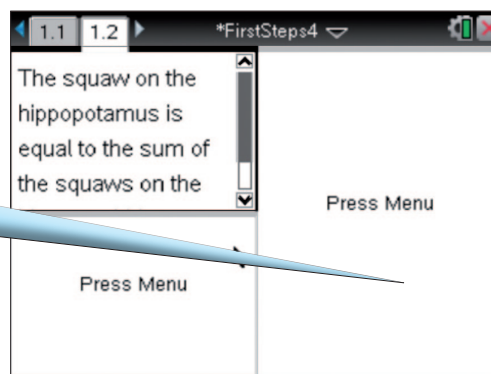 1.1 1.2 *FirstSteps4
The squaw on the
hippopotamus is
equal to the sum of
the squaws on the
Press Menu
Press Menu